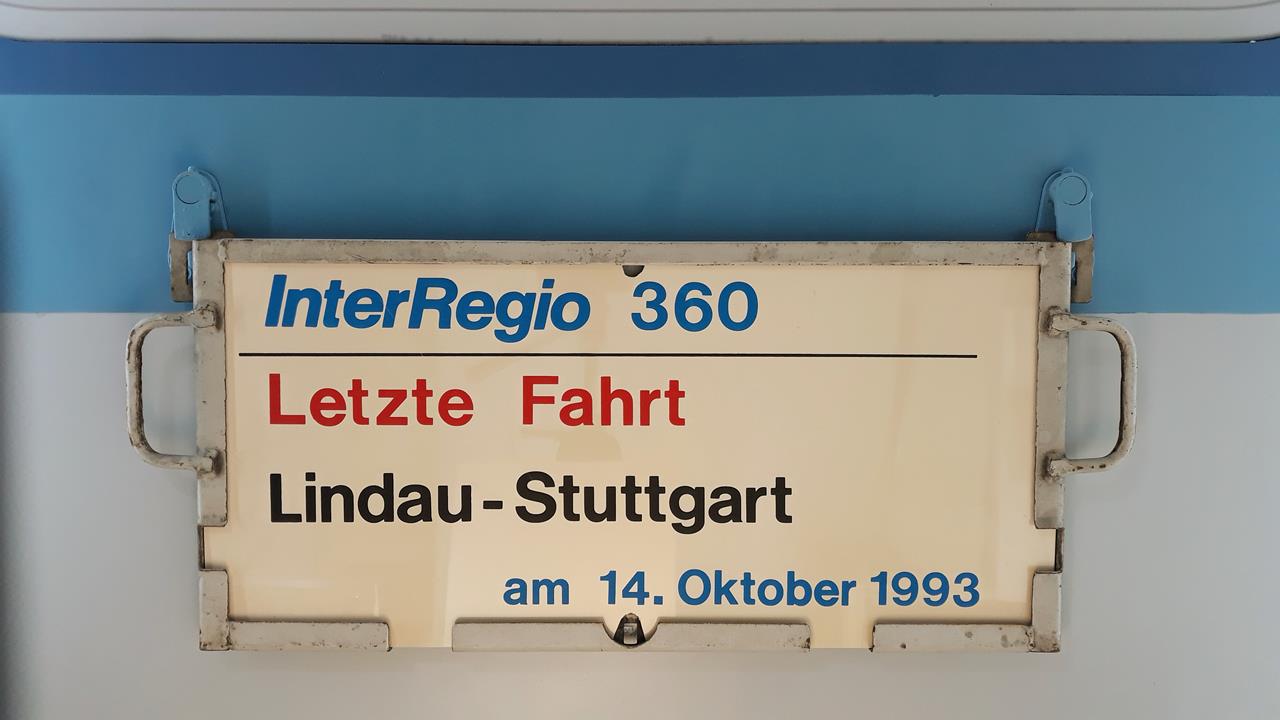 InterRegio 360
Letzte Fahrt
Lindau-Stuttgart
am 14. Oktober 1993